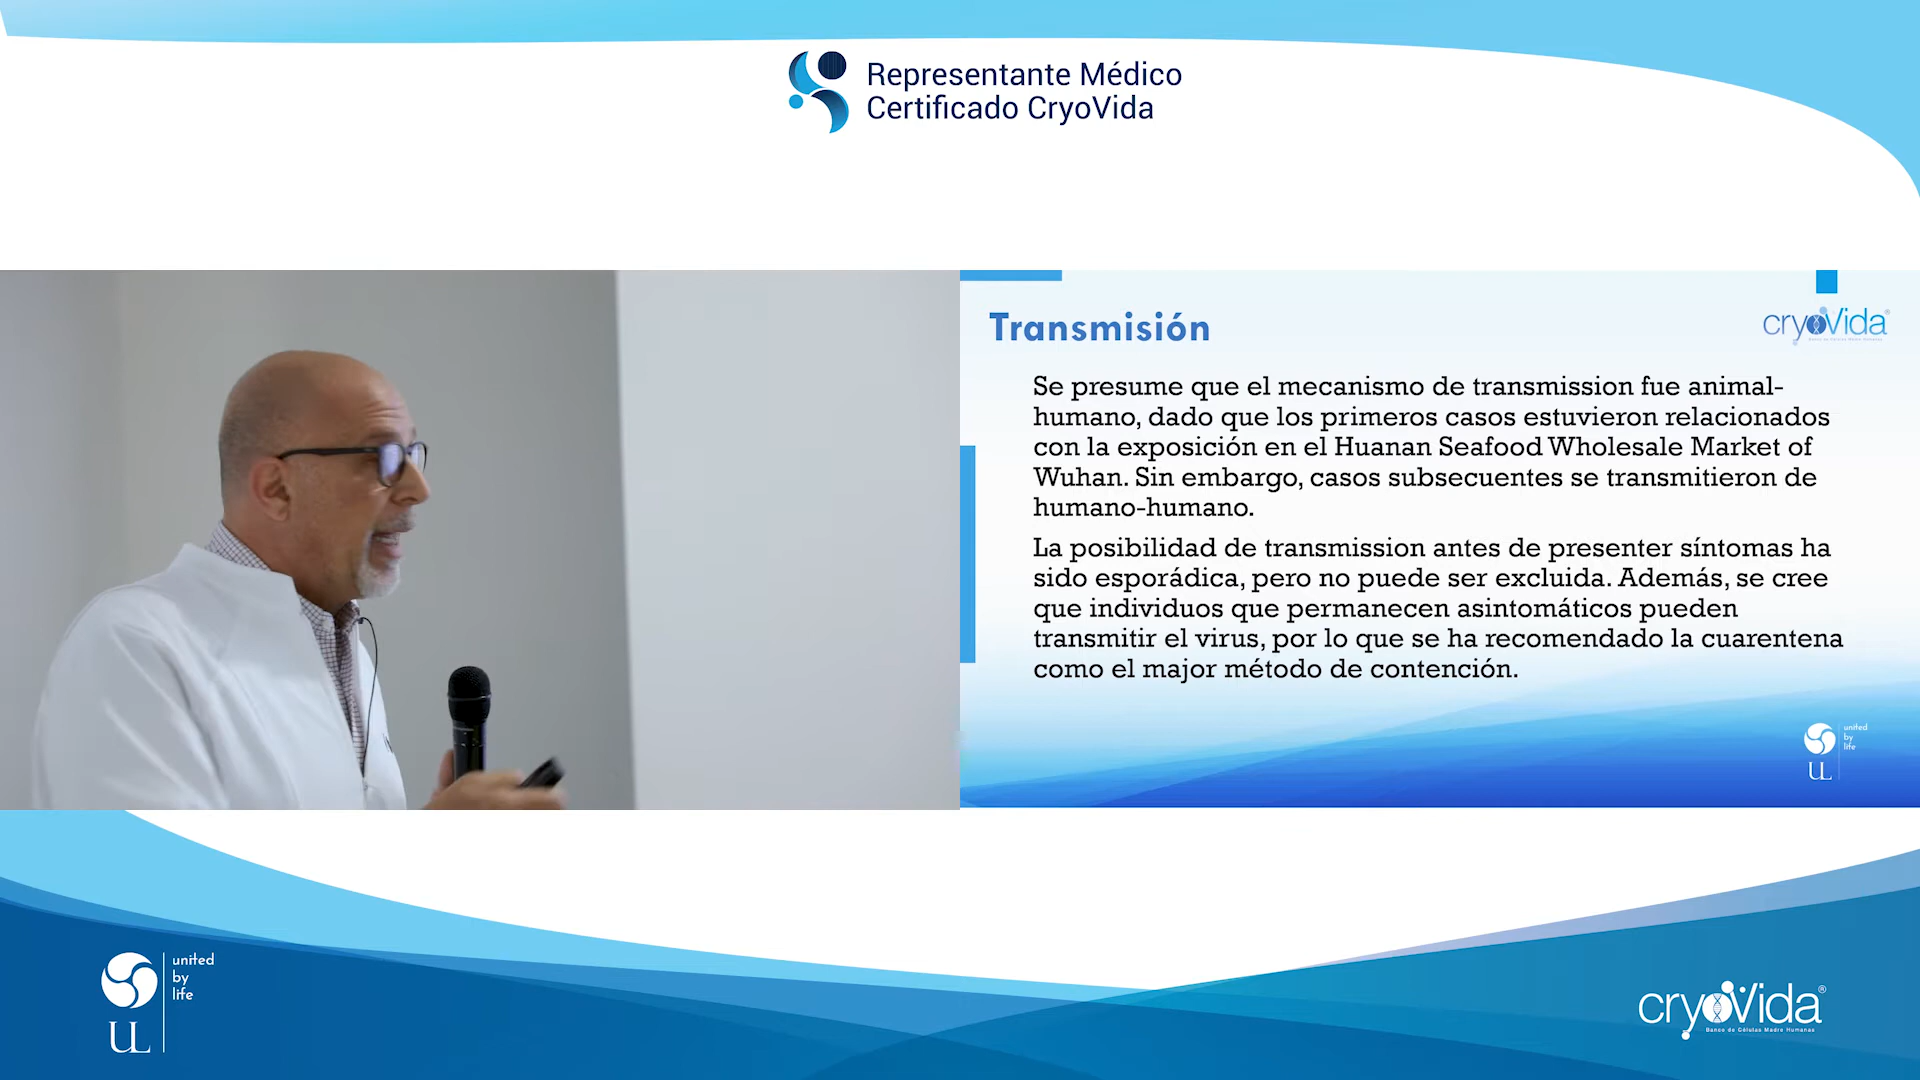 Representante Médico
Certificado CryoVida
Transmisión
cryoVida
Se presume que el mecanismo de transmission fue animal-
humano, dado que los primeros casos estuvieron relacionados
con la exposición en el Huanan Seafood Wholesale Market of
Wuhan. Sin embargo, casos subsecuentes se transmitieron de
humano-humano.
La posibilidad de transmission antes de presenter síntomas ha
sido esporádica, pero no puede ser excluida. Además, se cree
que individuos que permanecen asintomáticos pueden
transmitir el virus, por lo que se ha recomendado la cuarentena
como el major método de contención.
united
by
life
UL
united
by
life
UL
cryoVida®
Banco de Células Madre Humanas